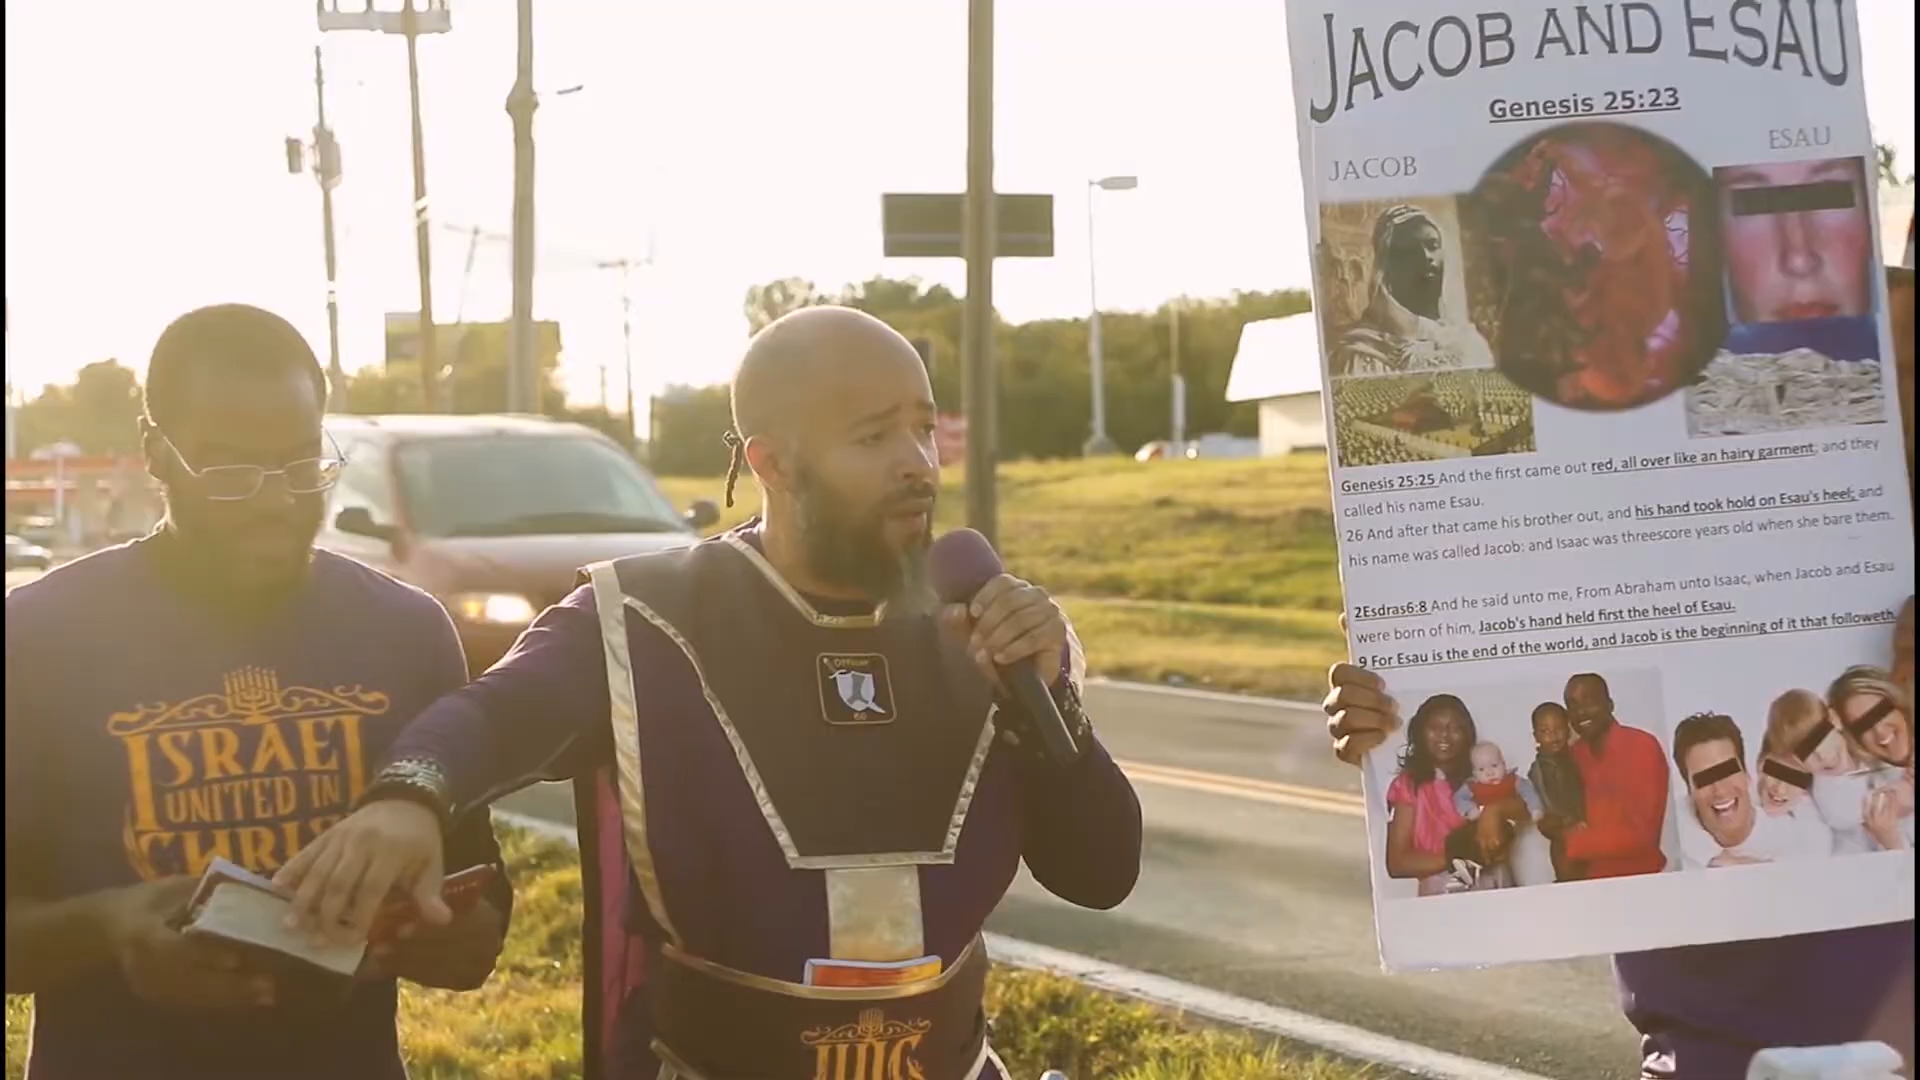 JACOB AND ESAU
Genesis 25:23
JACOB
ESAU
Genesis 25:25 And the first came out red, all over like an hairy garment; and they
called his name Esau.
26 And after that came his brother out, and his hand took hold on Esau's heel; and
his name was called Jacob: and Isaac was threescore years old when she bare them.
2Esdras6:8 And he said unto me, From Abraham unto Isaac, when Jacob and Esau
were born of him, Jacob's hand held first the heel of Esau.
9 For Esau is the end of the world, and Jacob is the beginning of it that followeth.
ISRAEL
UNITED IN
CHRIS
OFFICER
IUIC